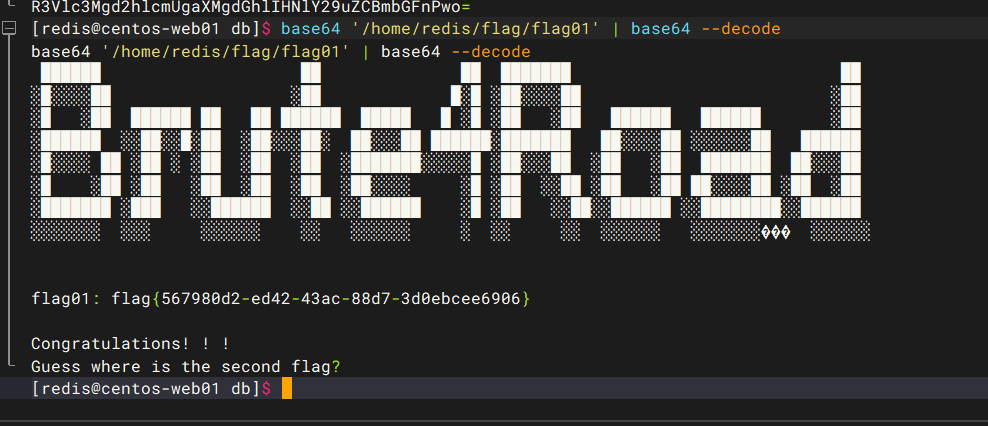 R3Vlc3Mgd2hlcmUgaXMgdGhlIHNlY29uZCBmbGFnPwo=
[redis@centos-web01 db]$ base64 '/home/redis/flag/flag01' | base64 --decode
base64 '/home/redis/flag/flag01' | base64 --decode
Brute4Road
flag01: flag{567980d2-ed42-43ac-88d7-3d0ebcee6906}
Congratulations! ! !
Guess where is the second flag?
[redis@centos-web01 db]$